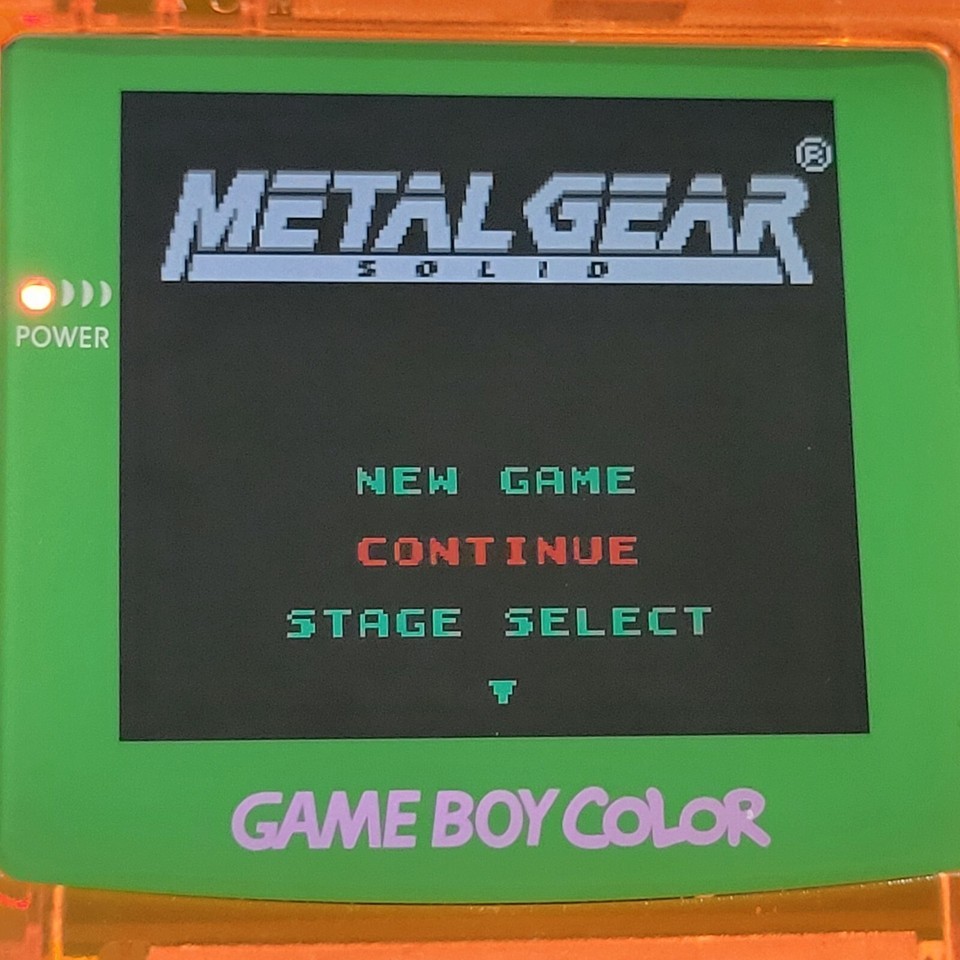 METAL GEAR ®
SOLID
POWER
NEW GAME
CONTINUE
STAGE SELECT
GAME BOY COLOR